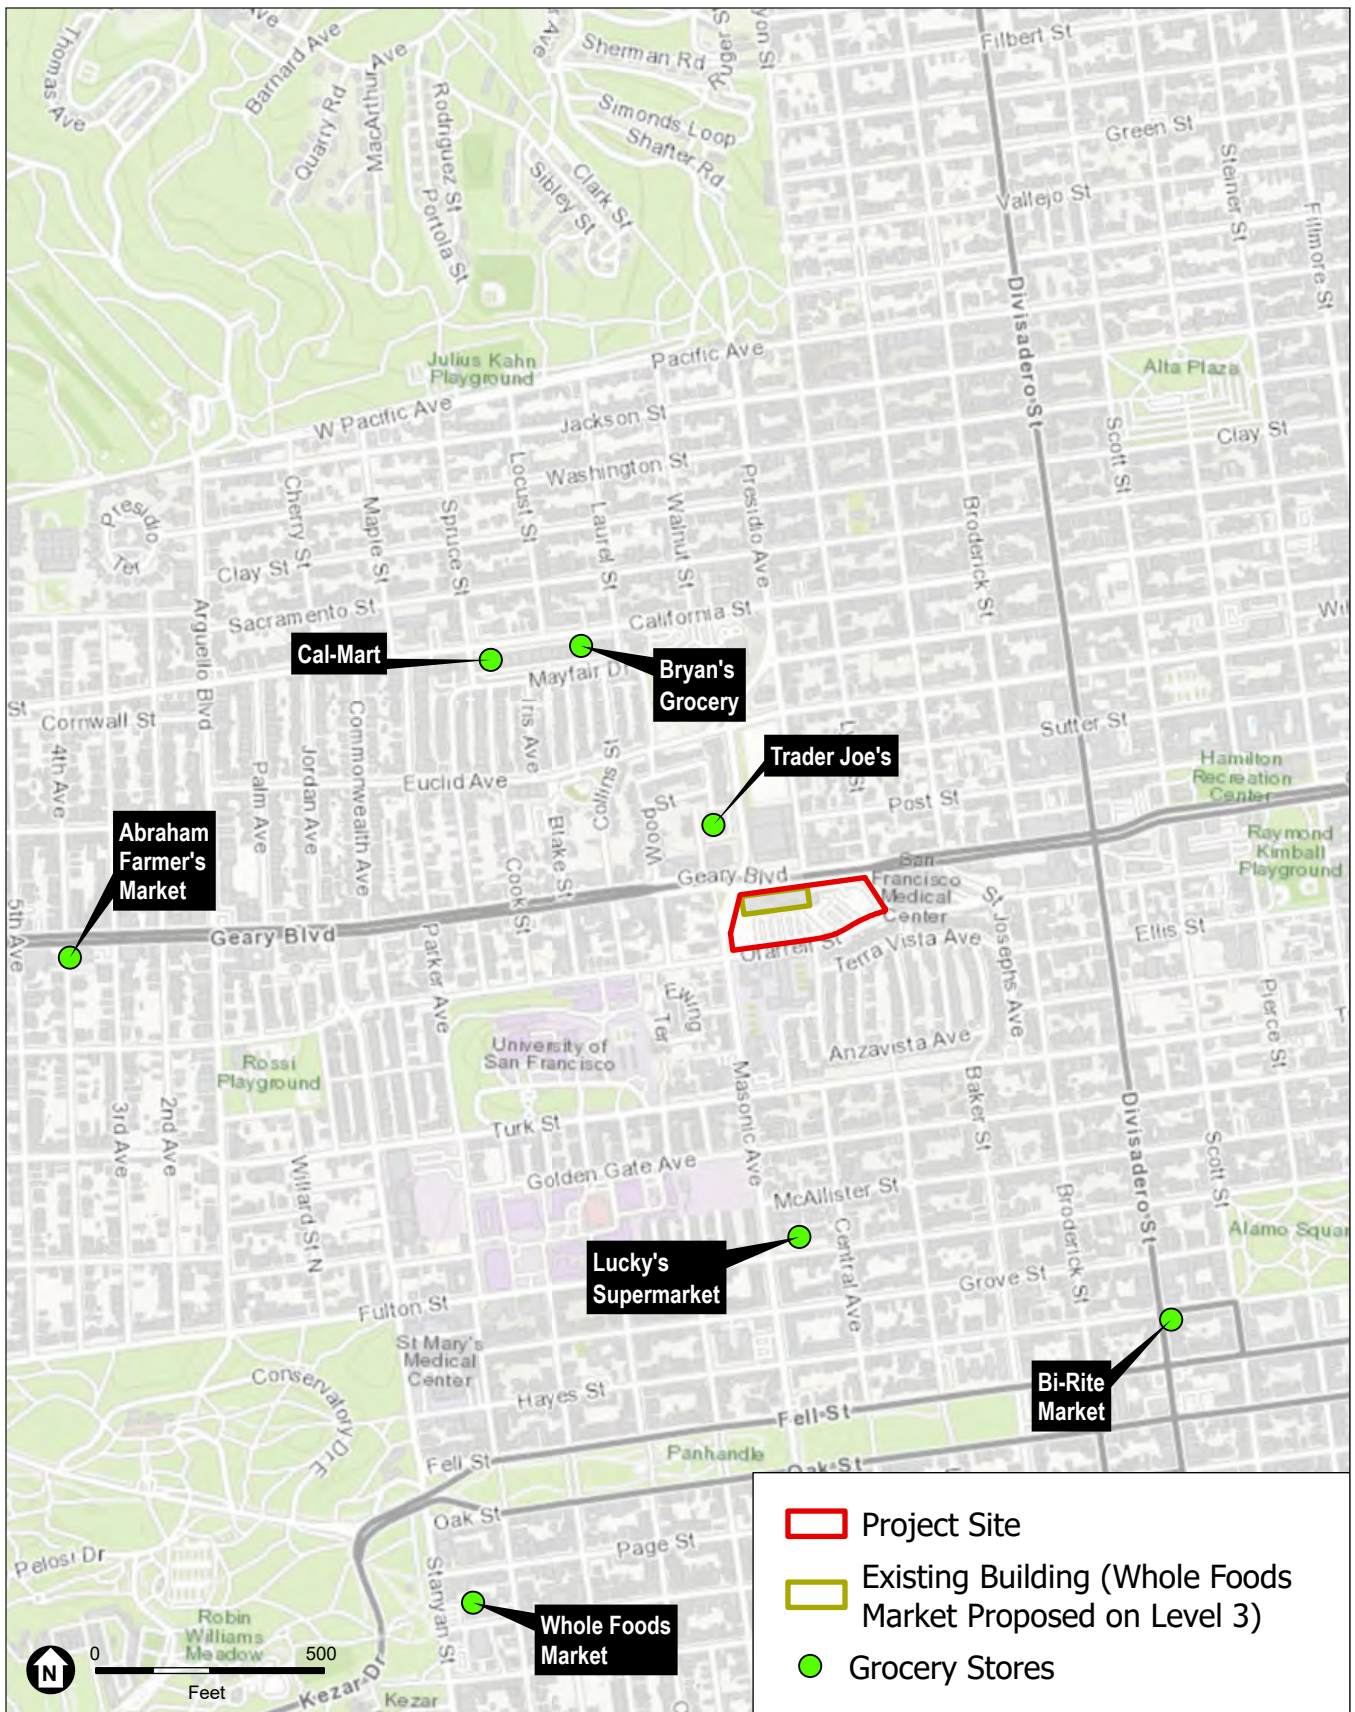 Thomas Ave
Barnard Ave
Quarry Rd
MacArthur Ave
Rodriguez St
Portola St
Sherman Rd
Simonds Loop
Shafter Rd
Clark St
Sibley St
Filbert St
Green St
Vallejo St
Steiner St
Fillmore St
Divisadero St
Julius Kahn
Playground
Pacific Ave
W Pacific Ave
Jackson St
Washington St
Alta Plaza
Clay St
Scott St
Presidio
Ter
Cherry St
Maple St
Spruce St
Locust St
Laurel St
Walnut St
Presidio Ave
Broderick St
Clay St
Sacramento St
California St
Arguello Blvd
Cal-Mart
Bryan's
Grocery
Mayfair Dr
St
Cornwall St
4th Ave
Palm Ave
Jordan Ave
Commonwealth Ave
Euclid Ave
Iris Ave
Collins S
Wood
St
Blake St
Cook St
Trader Joe's
Sutter St
Post St
Hamilton
Recreation
Center
Raymond
Kimball
Playground
Abraham
Farmer's
Market
5th Ave
Geary Blvd
Geary Blvd
San
Francisco
Medical
Center
Parker Ave
Ofarrell St
Terra Vista Ave
St Josephs Ave
Ellis St
Pierce St
Ewing
Ter
University of
San Francisco
Rossi
Playground
Anzavista Ave
Masonic Ave
Baker St
3rd Ave
2nd Ave
Turk St
Golden Gate Ave
Willard St N
McAllister St
Divisadero St
Scott St
Broderick St
Central Ave
Alamo Squar
Lucky's
Supermarket
Grove St
Fulton St
St Mary's
Medical
Center
Conservatory Dr E
Hayes St
Bi-Rite
Market
Fell St
Fell St
Panhandle
Oak St
Oak St
Page St
Pelosi Dr
Stanyan St
Robin
Williams
Meadow
Whole Foods
Market
Kezar Dr
Kezar
N
0 500
Feet
Project Site
Existing Building (Whole Foods
Market Proposed on Level 3)
Grocery Stores